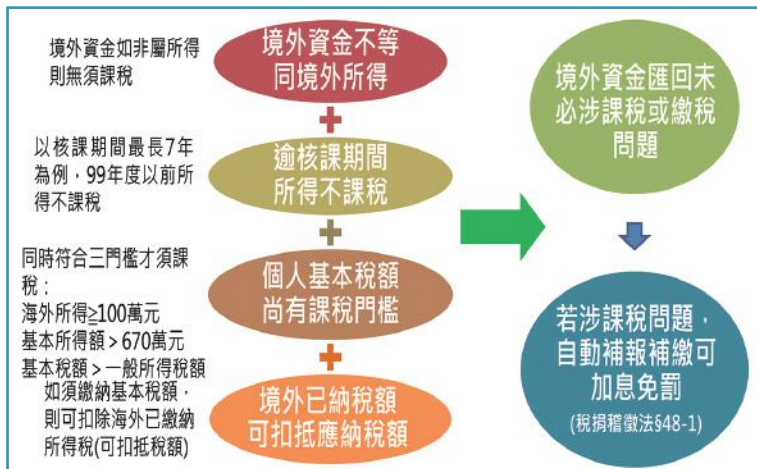 境外資金如非屬所得
則無須課稅
境外資金不等
同境外所得
以核課期間最長7年
為例，99年度以前所
得不課稅
逾核課期間
所得不課稅
同時符合三門檻才須課
稅：
海外所得≧100萬元
基本所得額＞670萬元
基本稅額＞一般所得稅額
個人基本稅額
尚有課稅門檻
如須繳納基本稅額，
則可扣除海外已繳納
所得稅(可扣抵稅額)
境外已納稅額
可扣抵應納稅額
境外資金匯回未
必涉課稅或繳稅
問題
若涉課稅問題，
自動補報補繳可
加息免罰
(稅捐稽徵法§48-1)